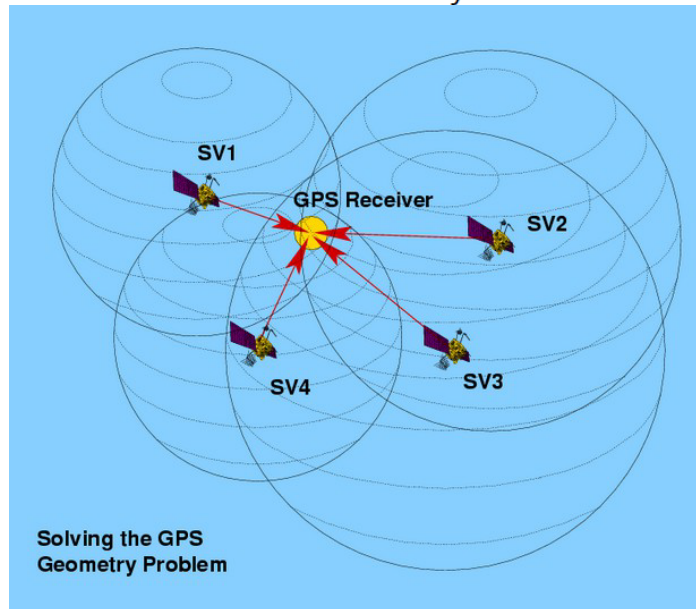 SV1
GPS Receiver
SV2
SV4
SV3
Solving the GPS
Geometry Problem